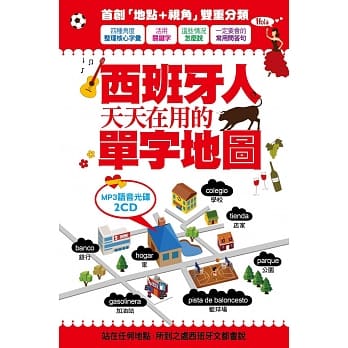 首創「地點+視角」雙重分類
Hola
四種角度
整理核心字彙
活用
關鍵字
這些情況
怎麼說
一定要會的
常用問答句
西班牙人
天天在用的
單字地圖
MP3語音光碟
2CD
colegio
學校
tienda
店家
banco
銀行
hogar
家
parque
公園
gasolinera
加油站
pista de baloncesto
籃球場
站在任何地點 所到之處西班牙文都會說